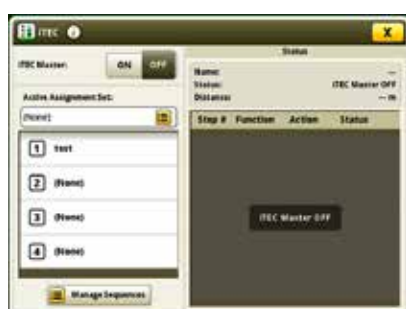 iTEC
Status
iTEC Master: ON OFF
Name: --
Status: iTEC Master OFF
Distance: -- m
Active Assignment Set:
(None)
Step # Function Action Status
1 test
2 (None)
3 (None)
4 (None)
iTEC Master OFF
Manage Sequences
X